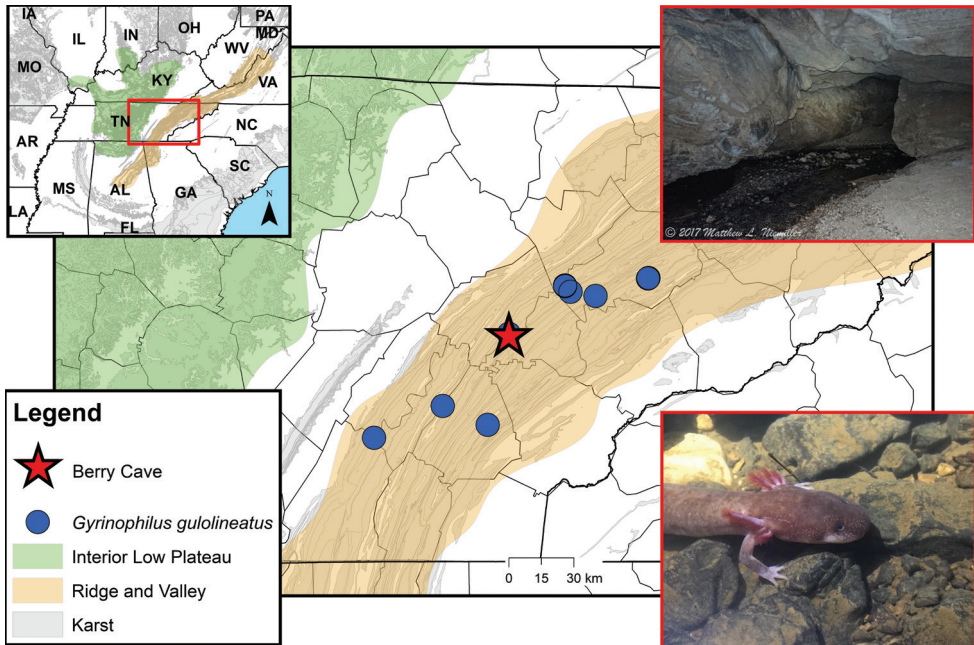 IA
IL
IN
OH
PA
MD
WV
MO
KY
VA
TN
NC
AR
SC
MS
AL
GA
LA
FL
N
© 2017 Matthew L. Niemiller
Legend
Berry Cave
Gyrinophilus gulolineatus
Interior Low Plateau
Ridge and Valley
Karst
0 15 30 km